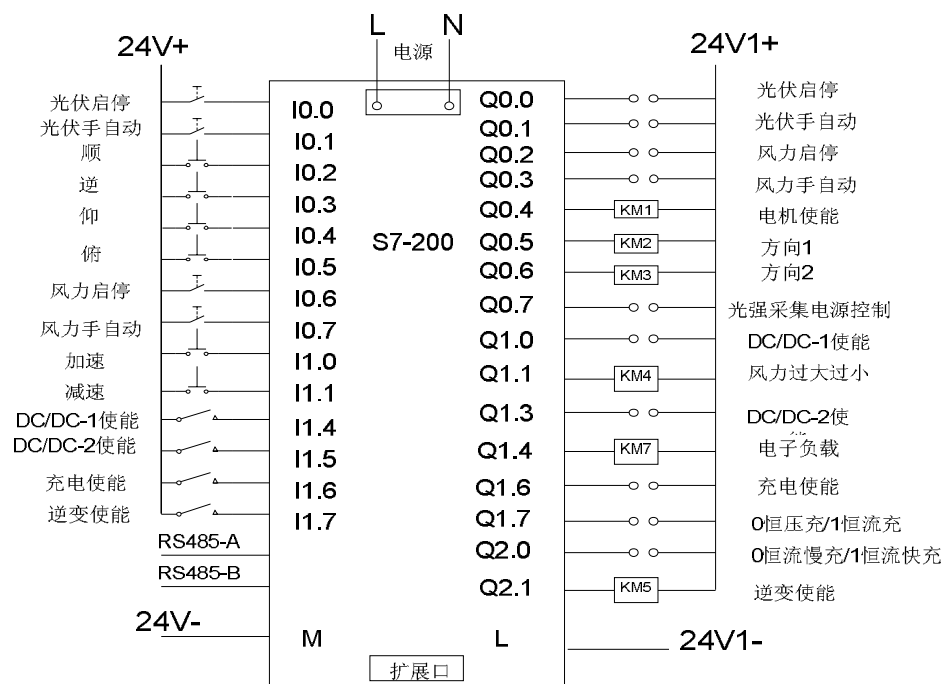 L N
电源
24V+
24V1+
光伏启停 I0.0 Q0.0 光伏启停
光伏手自动 I0.1 Q0.1 光伏手自动
顺 I0.2 Q0.2 风力启停
逆 I0.3 Q0.3 风力手自动
仰 I0.4 Q0.4 KM1 电机使能
俯 I0.5 S7-200 Q0.5 KM2 方向1
风力启停 I0.6 Q0.6 KM3 方向2
风力手自动 I0.7 Q0.7 光强采集电源控制
加速 I1.0 Q1.0 DC/DC-1使能
减速 I1.1 Q1.1 KM4 风力过大过小
DC/DC-1使能 I1.4 Q1.3 DC/DC-2使
DC/DC-2使能 I1.5 Q1.4 KM7 电子负载
充电使能 I1.6 Q1.6 充电使能
逆变使能 I1.7 Q1.7 0恒压充/1恒流充
RS485-A Q2.0 0恒流慢充/1恒流快充
RS485-B Q2.1 KM5 逆变使能
24V- M L 24V1-
扩展口